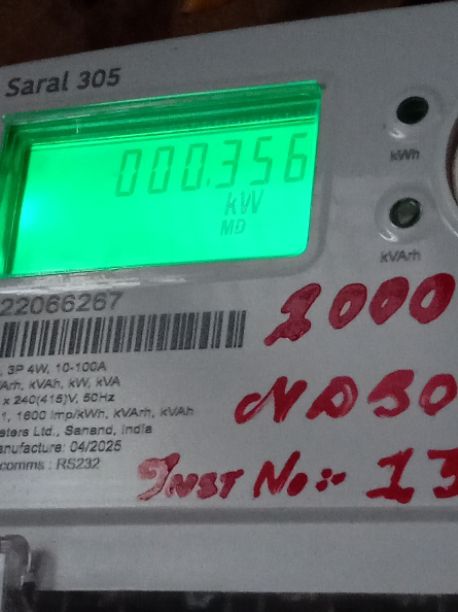 Saral 305
000.356
kW
MD
kWh
kVArh
22066267
, 3P 4W, 10-100A
Arh, kVAh, kW, kVA
x 240(415)V, 50Hz
1, 1600 imp/kWh, kVArh, kVAh
eters Ltd., Sanand, India
anufacture: 04/2025
comms : RS232
2000
INST No:- 13